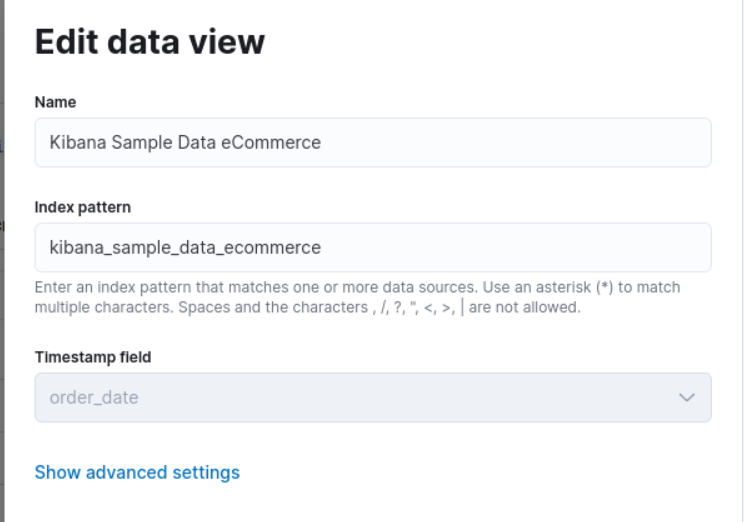 Edit data view
Name
Kibana Sample Data eCommerce
Index pattern
kibana_sample_data_ecommerce
Enter an index pattern that matches one or more data sources. Use an asterisk (*) to match
multiple characters. Spaces and the characters , /, ?, ", <, >, | are not allowed.
Timestamp field
order_date
Show advanced settings